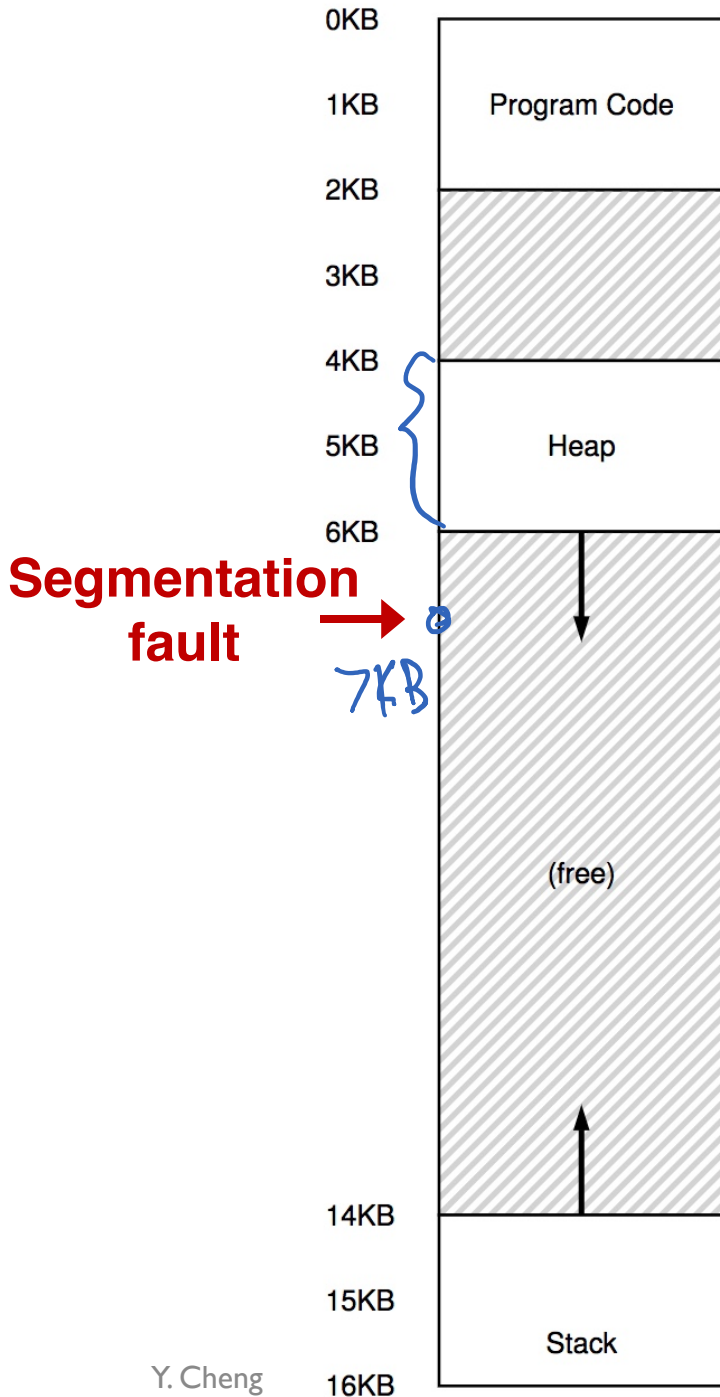 0KB
1KB
Program Code
2KB
3KB
4KB
5KB
Heap
6KB
Segmentation
fault
7KB
(free)
14KB
15KB
Stack
Y. Cheng
16KB